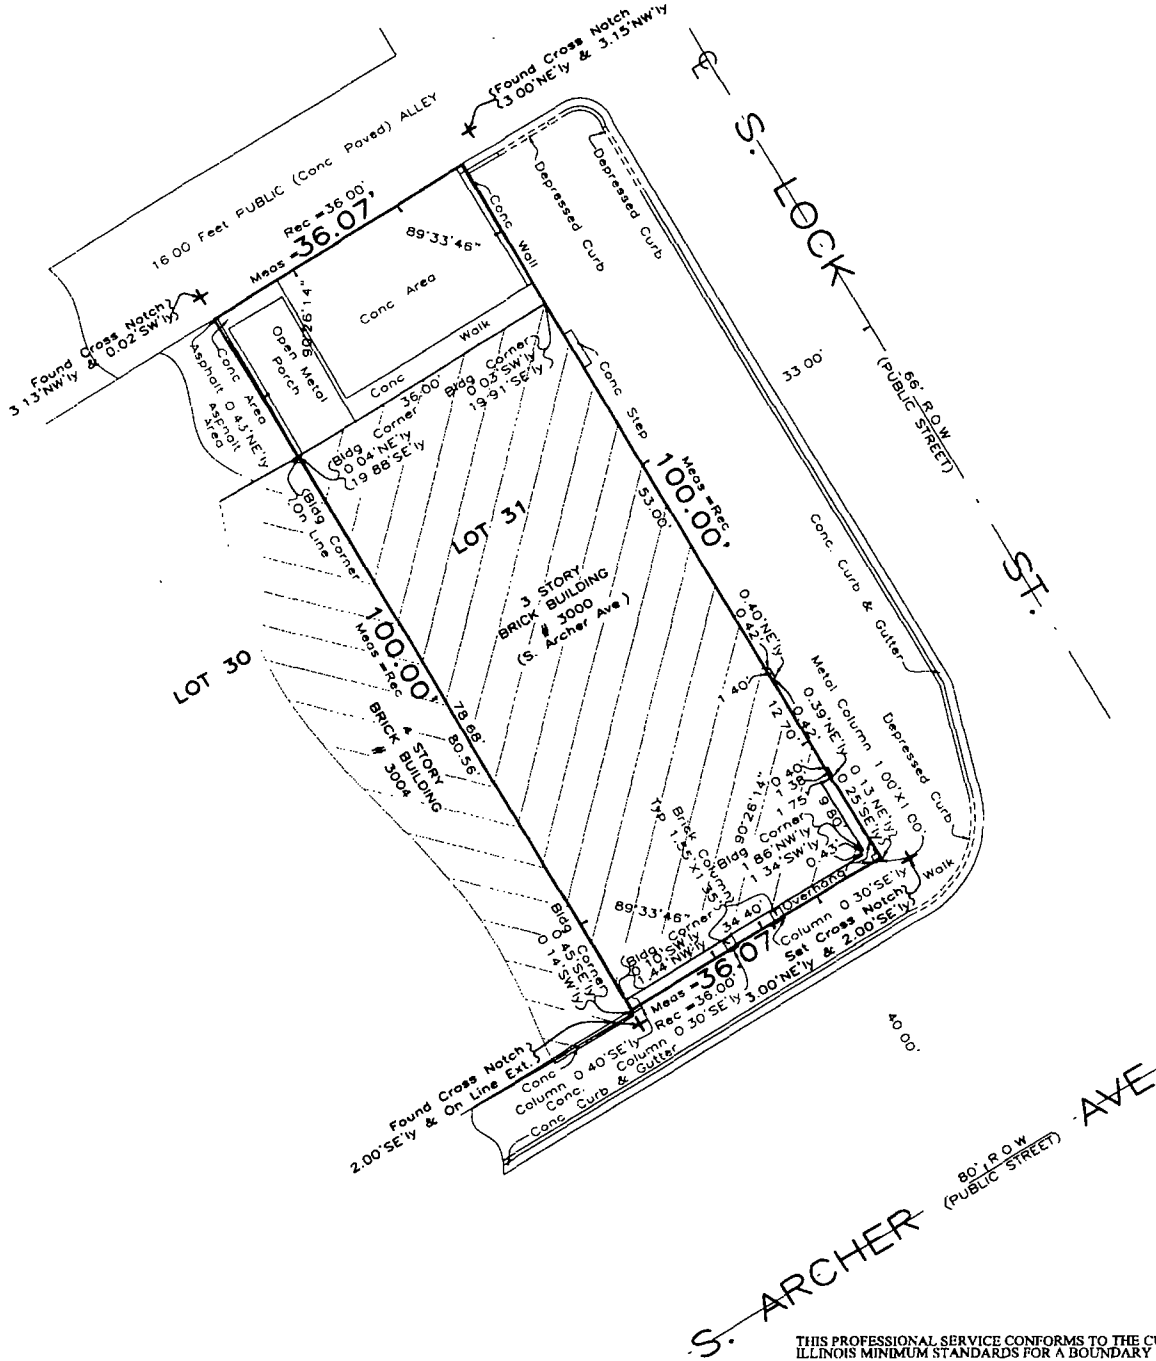 Found Cross Notch
3 00'NE'ly & 3.15'NW'ly
16 00 Feet PUBLIC (Conc Paved) ALLEY
Rec = 36 00'
Meas = 36.07'
89°33'46"
90°26'14"
Conc Wall
Depressed Curb
Depressed Curb
℄ S. LOCK ST.
66' R O W
(PUBLIC STREET)
33 00'
Found Cross Notch
3 13'NW'ly & 0.02'SW'ly
Conc Area
Open Metal
Porch
Conc Walk
Asphalt 0 45'NE'ly
Conc Area
Asphalt
Area
36.00'
Bldg Corner
0 03'SW'ly
19 91'SE'ly
Bldg Corner
0 04'NE'ly
19 88'SE'ly
Conc Step
Bldg Corner
On Line
LOT 31
Meas = Rec
100.00'
53.00'
3 STORY
BRICK BUILDING
# 3000
(S. Archer Ave)
LOT 30
100.00'
Meas = Rec
78 68'
80.56'
4 STORY
BRICK BUILDING
# 3004
Conc. Curb & Gutter
0.40'NE'ly
0.42'
1 40'
12 70'
0.42'
0.39'NE'ly
Metal Column 1 00'X1 00'
0 13'NE'ly
0 25'SE'ly
Depressed Curb
90°26'14"
0 40'
1 38'
1 75'
9 80'
Bldg Corner
1 86'NW'ly
1 34'SW'ly
0.43'
Brick Column
Typ 1.55'X1 35'
Overhang
34 40'
Walk
89°33'46"
Bldg. Corner
0 10'SW'ly
1.44'NW'ly
Bldg Corner
0 45'SE'ly
0 14'SW'ly
Column 0 30'SE'ly
Set Cross Notch
3.00'NE'ly & 2.00'SE'ly
Meas = 36.07'
Rec = 36.00'
Column 0 30'SE'ly
Found Cross Notch
2.00'SE'ly & On Line Ext.
Conc
Column 0 40'SE'ly
Conc.
Conc Curb & Gutter
40 00'
80' R O W
(PUBLIC STREET)
S. ARCHER AVE
THIS PROFESSIONAL SERVICE CONFORMS TO THE
ILLINOIS MINIMUM STANDARDS FOR A BOUNDARY